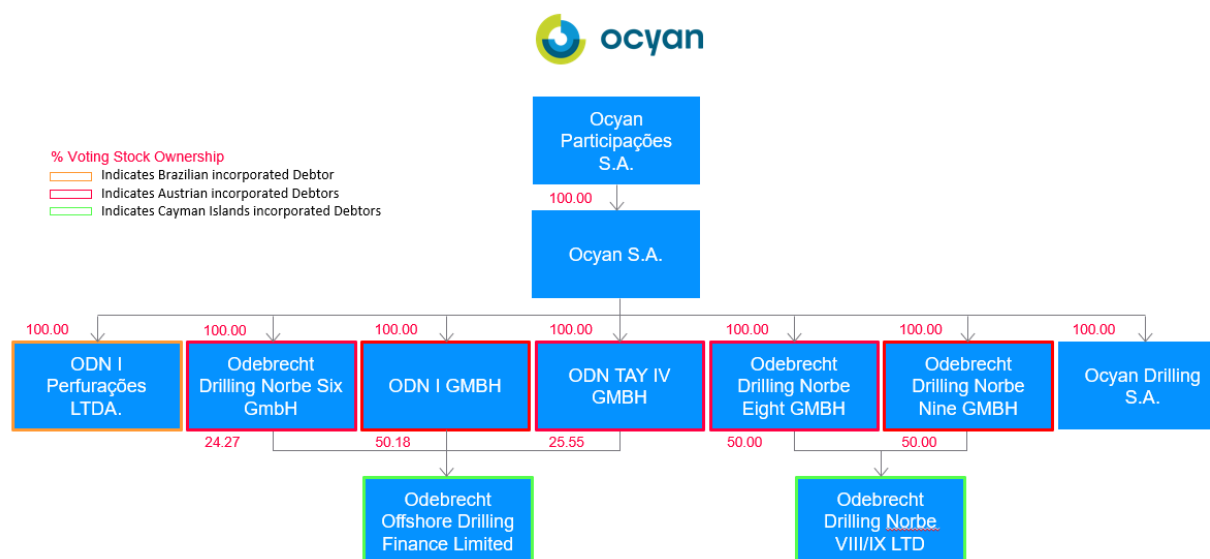 ocyan
Ocyan
Participações
S.A.
% Voting Stock Ownership
Indicates Brazilian incorporated Debtor
Indicates Austrian incorporated Debtors
Indicates Cayman Islands incorporated Debtors
100.00
Ocyan S.A.
100.00
100.00
100.00
100.00
100.00
100.00
100.00
ODN I
Perfurações
LTDA.
Odebrecht
Drilling Norbe Six
GmbH
ODN I GMBH
ODN TAY IV
GMBH
Odebrecht
Drilling Norbe
Eight GMBH
Odebrecht
Drilling Norbe
Nine GMBH
Ocyan Drilling
S.A.
24.27
50.18
25.55
50.00
50.00
Odebrecht
Offshore Drilling
Finance Limited
Odebrecht
Drilling Norbe
VIII/IX LTD